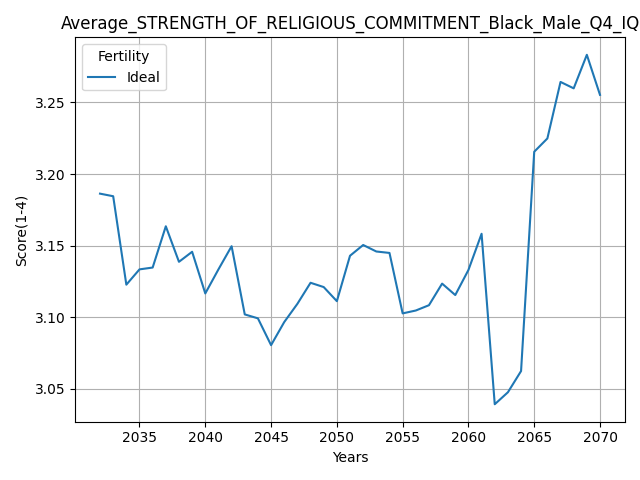 Average_STRENGTH_OF_RELIGIOUS_COMMITMENT_Black_Male_Q4_IQ
Fertility
Ideal
Score(1-4)
3.25
3.20
3.15
3.10
3.05
2035 2040 2045 2050 2055 2060 2065 2070
Years